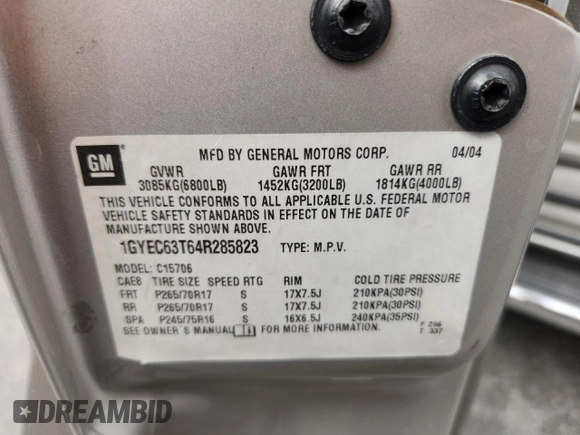 GM
MFD BY GENERAL MOTORS CORP. 04/04
GVWR GAWR FRT GAWR RR
3085KG(6800LB) 1452KG(3200LB) 1814KG(4000LB)
THIS VEHICLE CONFORMS TO ALL APPLICABLE U.S. FEDERAL MOTOR
VEHICLE SAFETY STANDARDS IN EFFECT ON THE DATE OF
MANUFACTURE SHOWN ABOVE.
1GYEC63T64R285823 TYPE: M.P.V.
MODEL: C15706
CAEB TIRE SIZE SPEED RTG RIM COLD TIRE PRESSURE
FRT P265/70R17 S 17X7.5J 210KPA(30PSI)
RR P265/70R17 S 17X7.5J 210KPA(30PSI)
SPA P245/75R16 S 16X6.5J 240KPA(35PSI)
SEE OWNER'S MANUAL FOR MORE INFORMATION. F 256
T 337
DREAMBID